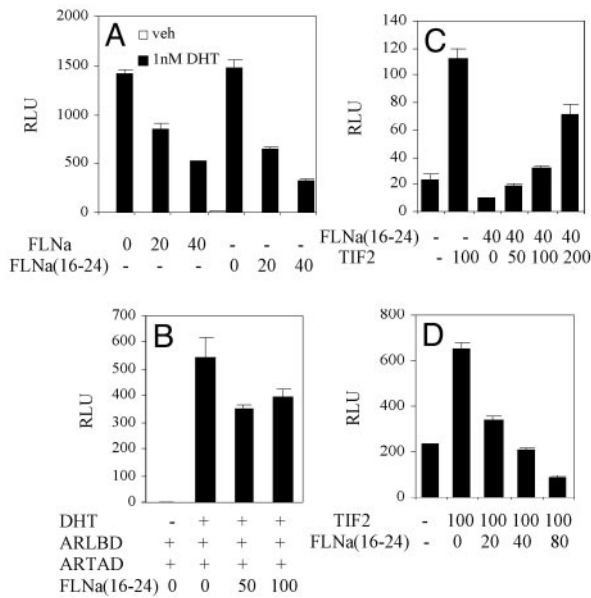 A
veh
1nM DHT
2000
1500
1000
500
0
RLU
FLNa 0 20 40 - - -
FLNa(16-24) - - - 0 20 40
C
140
120
100
80
60
40
20
0
RLU
FLNa(16-24) - - 40 40 40 40
TIF2 - 100 0 50 100 200
B
700
600
500
400
300
200
100
0
RLU
DHT - + + +
ARLBD + + + +
ARTAD + + + +
FLNa(16-24) 0 0 50 100
D
800
600
400
200
0
RLU
TIF2 - 100 100 100 100
FLNa(16-24) - 0 20 40 80